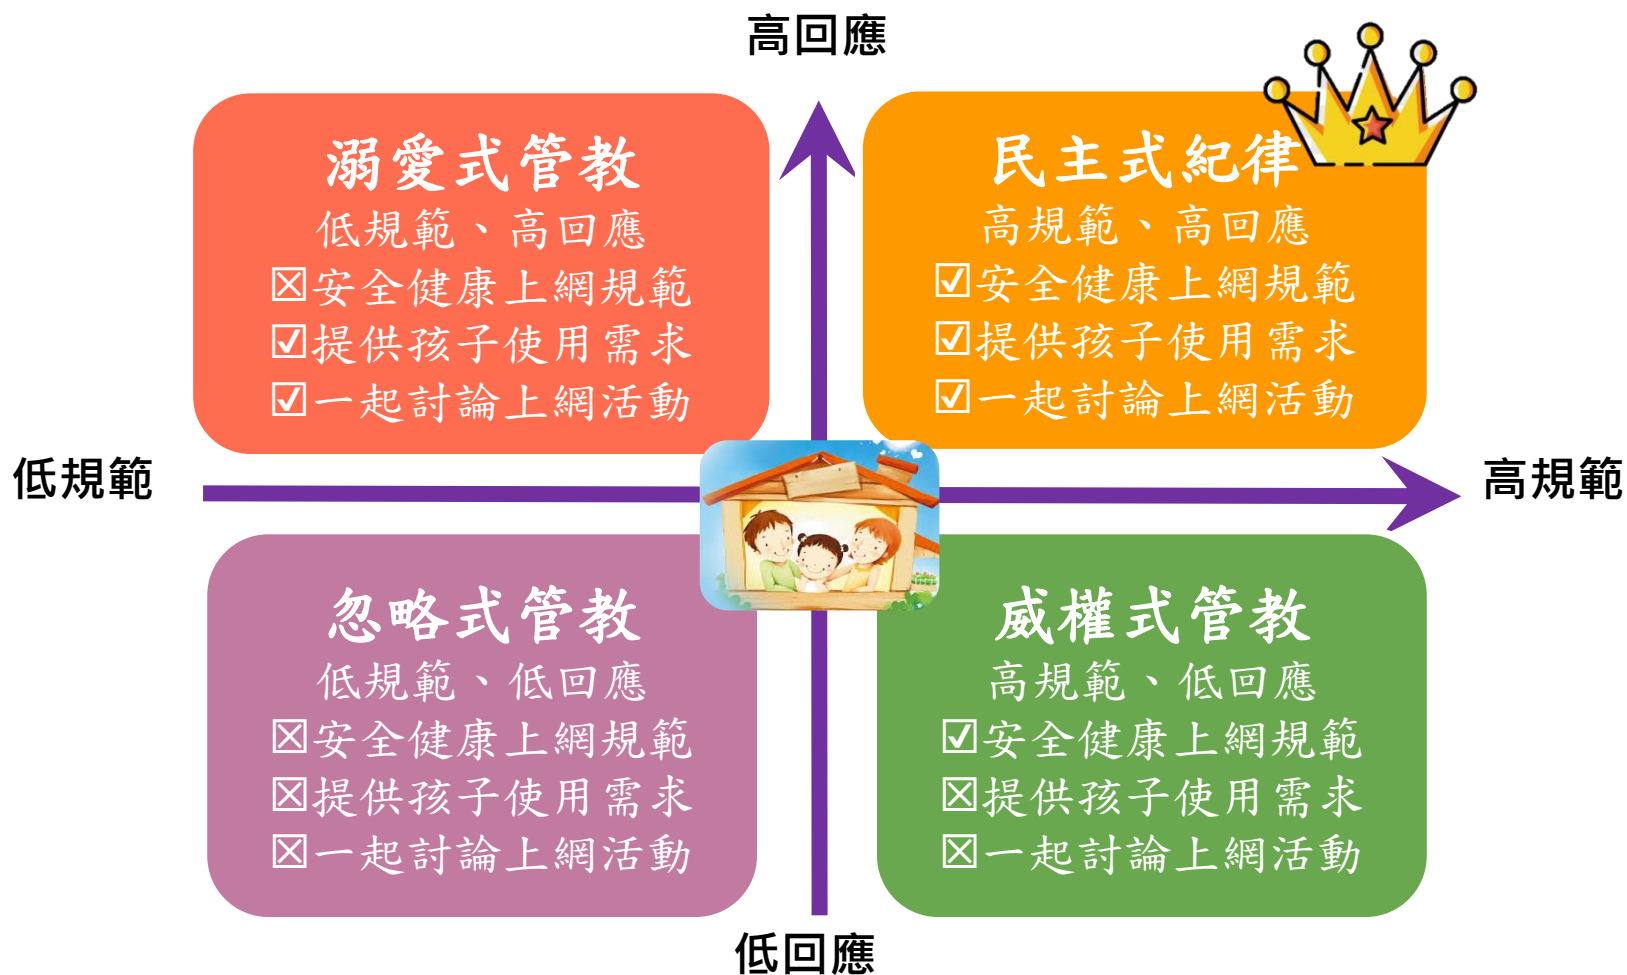 高回應
溺愛式管教
低規範、高回應
☒安全健康上網規範
☑提供孩子使用需求
☑一起討論上網活動
民主式紀律
高規範、高回應
☑安全健康上網規範
☑提供孩子使用需求
☑一起討論上網活動
低規範
高規範
忽略式管教
低規範、低回應
☒安全健康上網規範
☒提供孩子使用需求
☒一起討論上網活動
威權式管教
高規範、低回應
☑安全健康上網規範
☒提供孩子使用需求
☒一起討論上網活動
低回應